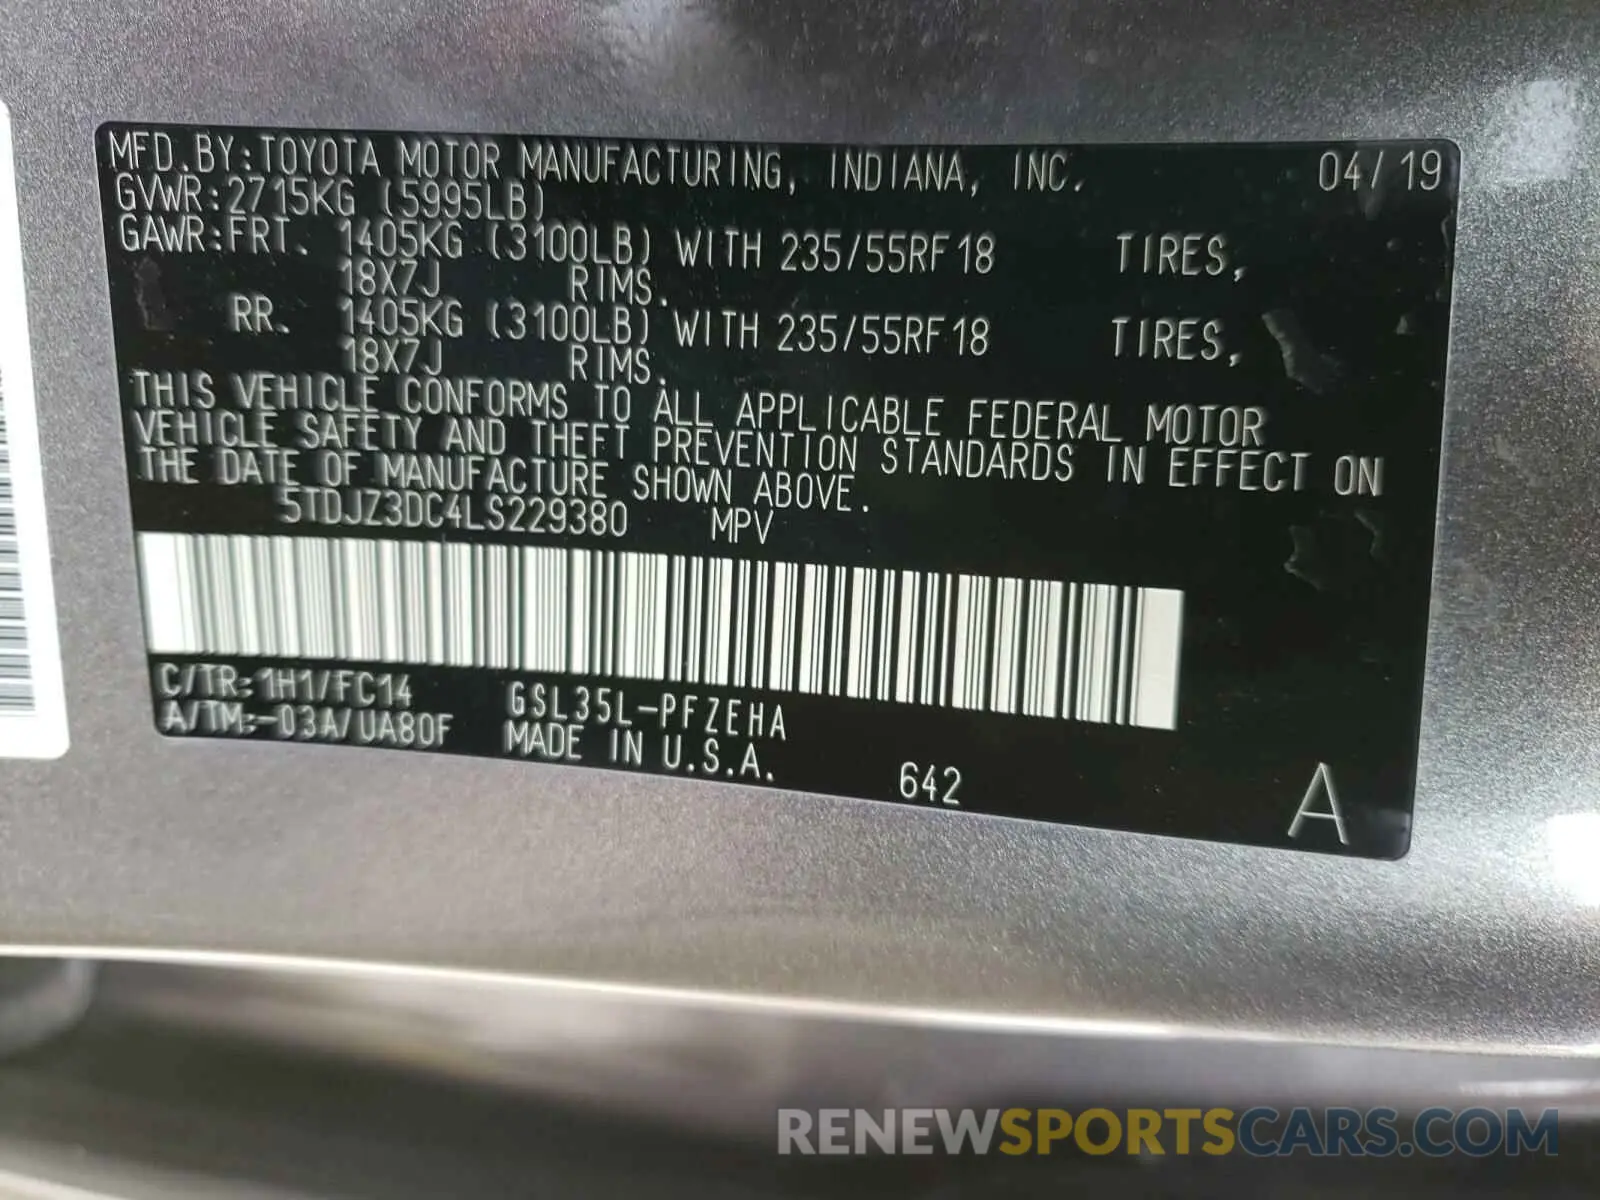 MFD.BY:TOYOTA MOTOR MANUFACTURING, INDIANA, INC. 04/19
GVWR:2715KG (5995LB)
GAWR:FRT. 1405KG (3100LB) WITH 235/55RF18 TIRES,
18X7J RIMS.
RR. 1405KG (3100LB) WITH 235/55RF18 TIRES,
18X7J RIMS.
THIS VEHICLE CONFORMS TO ALL APPLICABLE FEDERAL MOTOR
VEHICLE SAFETY AND THEFT PREVENTION STANDARDS IN EFFECT ON
THE DATE OF MANUFACTURE SHOWN ABOVE.
5TDJZ3DC4LS229380 MPV
C/TR:1H1/FC14 GSL35L-PFZEHA
A/TM:-03A/UA80F MADE IN U.S.A.
642 A
RENEWSPORTSCARS.COM